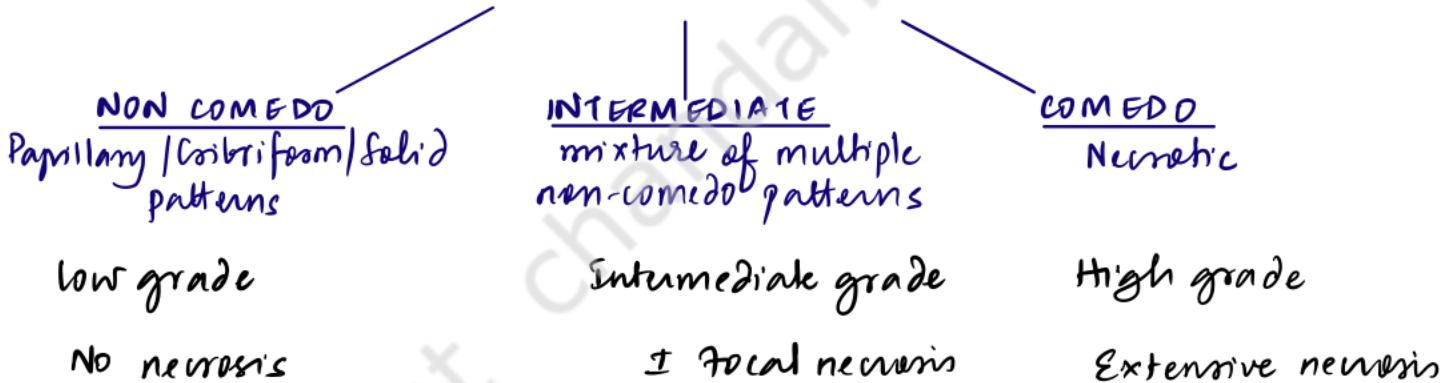 NON COMEDO INTERMEDIATE COMEDO
Papillary / Cribriform / Solid mixture of multiple Necrotic
patterns non-comedo patterns
low grade Intermediate grade High grade
No necrosis ± focal necrosis Extensive necrosis
chandan
t